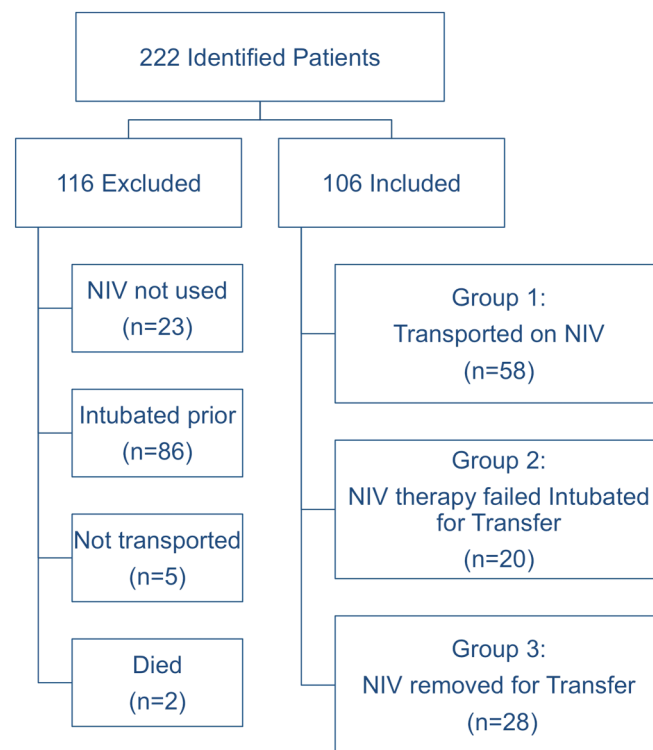 222 Identified Patients
116 Excluded
106 Included
NIV not used
(n=23)
Intubated prior
(n=86)
Not transported
(n=5)
Died
(n=2)
Group 1:
Transported on NIV
(n=58)
Group 2:
NIV therapy failed Intubated
for Transfer
(n=20)
Group 3:
NIV removed for Transfer
(n=28)